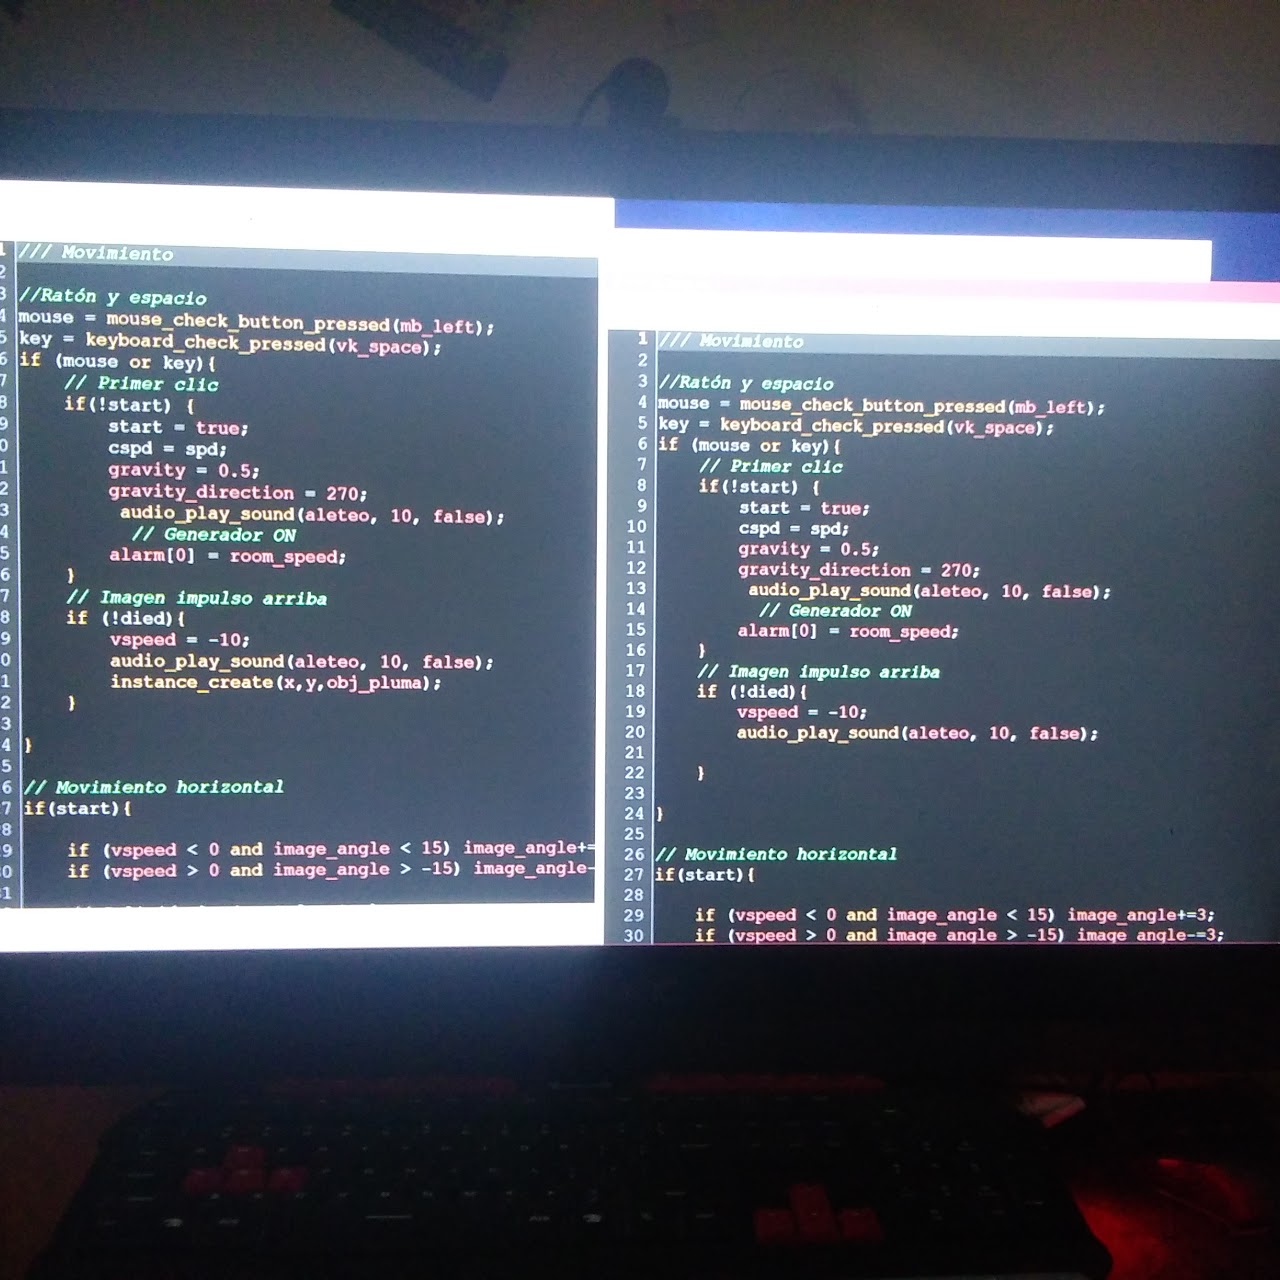 1 /// Movimiento
2
3 //Ratón y espacio
4 mouse = mouse_check_button_pressed(mb_left);
5 key = keyboard_check_pressed(vk_space);
6 if (mouse or key){
7 // Primer clic
8 if(!start) {
9 start = true;
0 cspd = spd;
1 gravity = 0.5;
2 gravity_direction = 270;
3 audio_play_sound(aleteo, 10, false);
4 // Generador ON
5 alarm[0] = room_speed;
6 }
7 // Imagen impulso arriba
8 if (!died){
9 vspeed = -10;
0 audio_play_sound(aleteo, 10, false);
1 instance_create(x,y,obj_pluma);
2 }
3
4 }
5
6 // Movimiento horizontal
7 if(start){
8
9 if (vspeed < 0 and image_angle < 15) image_angle+=
0 if (vspeed > 0 and image_angle > -15) image_angle-
31
1 /// Movimiento
2
3 //Ratón y espacio
4 mouse = mouse_check_button_pressed(mb_left);
5 key = keyboard_check_pressed(vk_space);
6 if (mouse or key){
7 // Primer clic
8 if(!start) {
9 start = true;
10 cspd = spd;
11 gravity = 0.5;
12 gravity_direction = 270;
13 audio_play_sound(aleteo, 10, false);
14 // Generador ON
15 alarm[0] = room_speed;
16 }
17 // Imagen impulso arriba
18 if (!died){
19 vspeed = -10;
20 audio_play_sound(aleteo, 10, false);
21
22 }
23
24 }
25
26 // Movimiento horizontal
27 if(start){
28
29 if (vspeed < 0 and image_angle < 15) image_angle+=3;
30 if (vspeed > 0 and image_angle > -15) image_angle-=3;